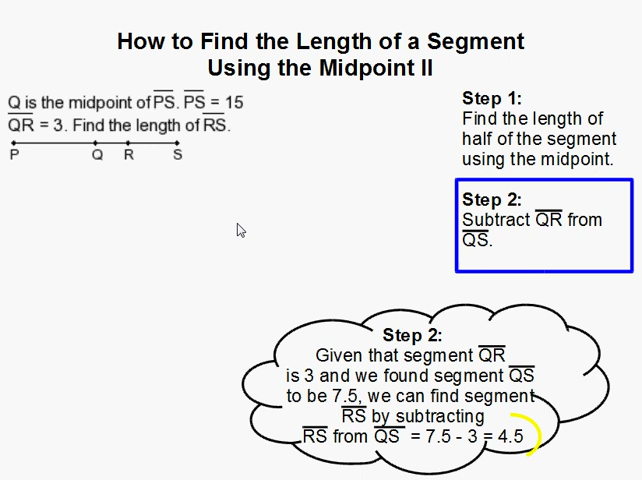 How to Find the Length of a Segment
Using the Midpoint II
Q is the midpoint of PS. PS = 15
QR = 3. Find the length of RS.
P Q R S
Step 1:
Find the length of
half of the segment
using the midpoint.
Step 2:
Subtract QR from
QS.
Step 2:
Given that segment QR
is 3 and we found segment QS
to be 7.5, we can find segment
RS by subtracting
RS from QS = 7.5 - 3 = 4.5